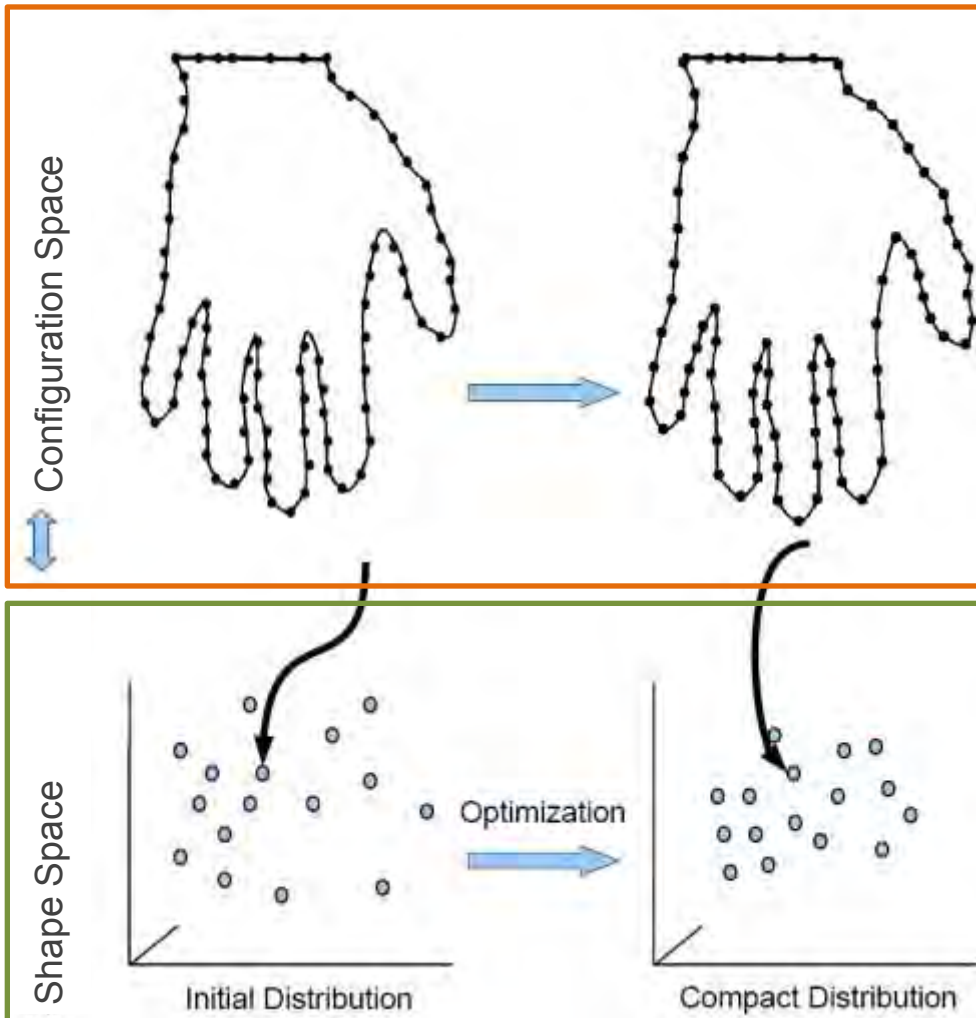 Configuration Space
Shape Space
Optimization
Initial Distribution
Compact Distribution